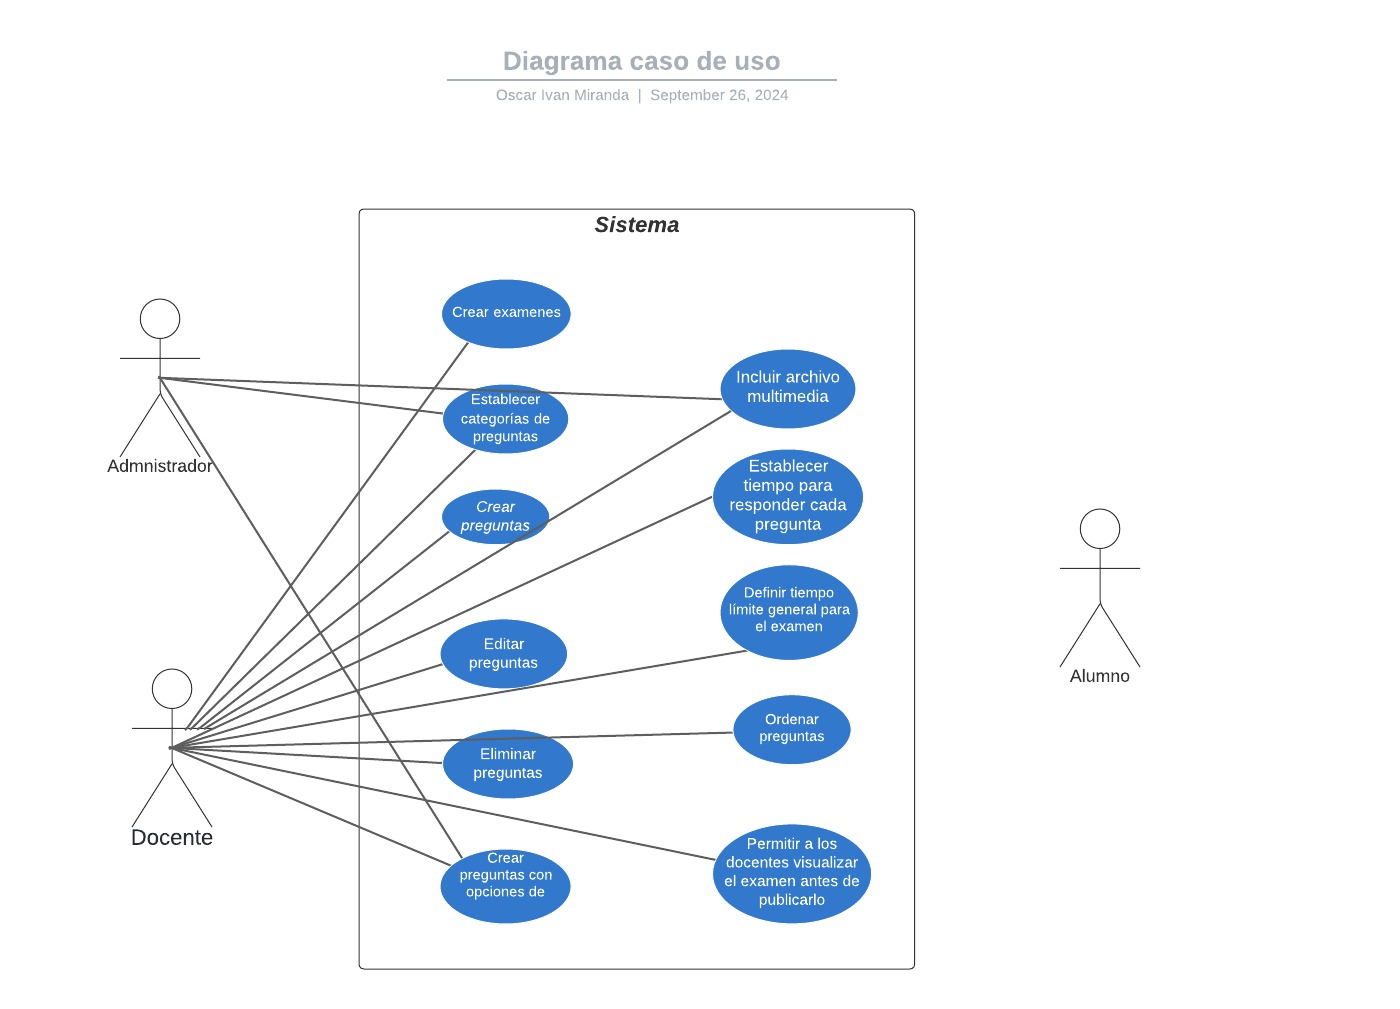 Diagrama caso de uso
Oscar Ivan Miranda | September 26, 2024
Sistema
Crear examenes
Establecer
categorías de
preguntas
Crear
preguntas
Editar
preguntas
Eliminar
preguntas
Crear
preguntas con
opciones de
Incluir archivo
multimedia
Establecer
tiempo para
responder cada
pregunta
Definir tiempo
límite general para
el examen
Ordenar
preguntas
Permitir a los
docentes visualizar
el examen antes de
publicarlo
Admnistrador
Docente
Alumno